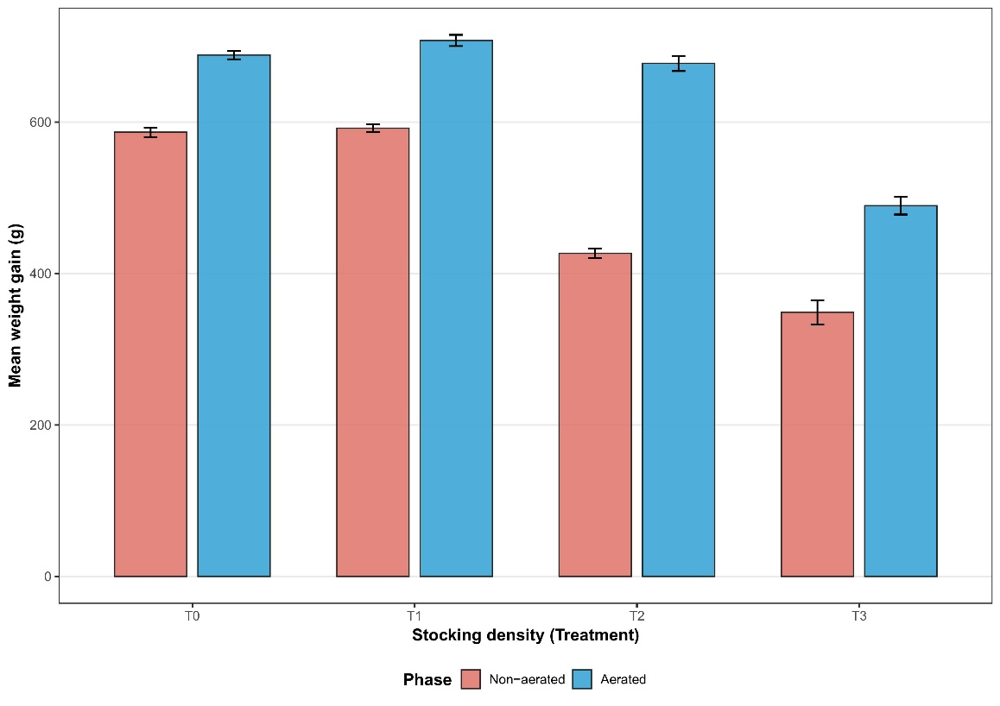 Mean weight gain (g)
600
400
200
0
T0 T1 T2 T3
Stocking density (Treatment)
Phase Non−aerated Aerated